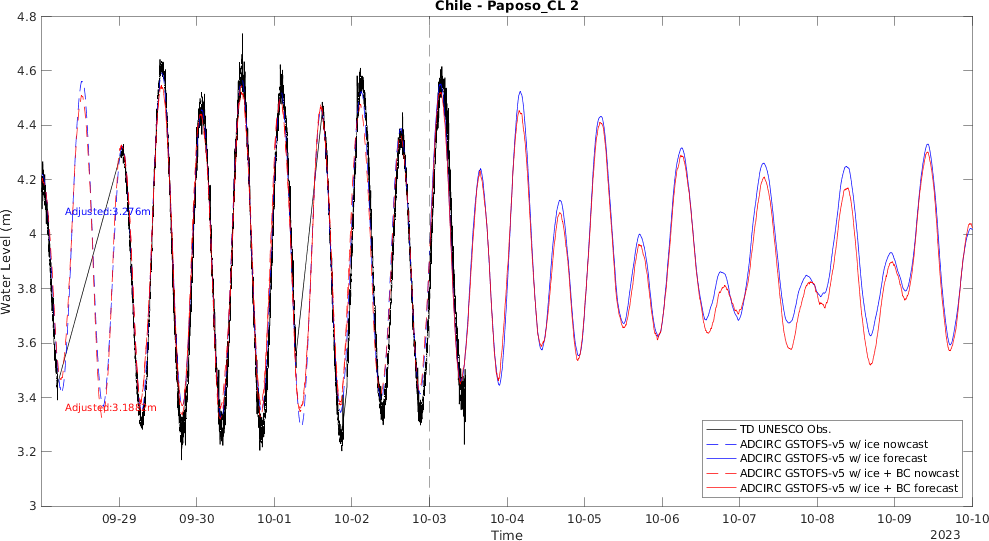 Chile - Paposo_CL 2
4.8
4.6
4.4
4.2
4
3.8
3.6
3.4
3.2
3
Water Level (m)
Adjusted:3.276m
TD UNESCO Obs.
ADCIRC GSTOFS-v5 w/ ice nowcast
ADCIRC GSTOFS-v5 w/ ice forecast
ADCIRC GSTOFS-v5 w/ ice + BC nowcast
ADCIRC GSTOFS-v5 w/ ice + BC forecast
09-29 09-30 10-01 10-02 10-03 10-04 10-05 10-06 10-07 10-08 10-09 10-10
Time
2023